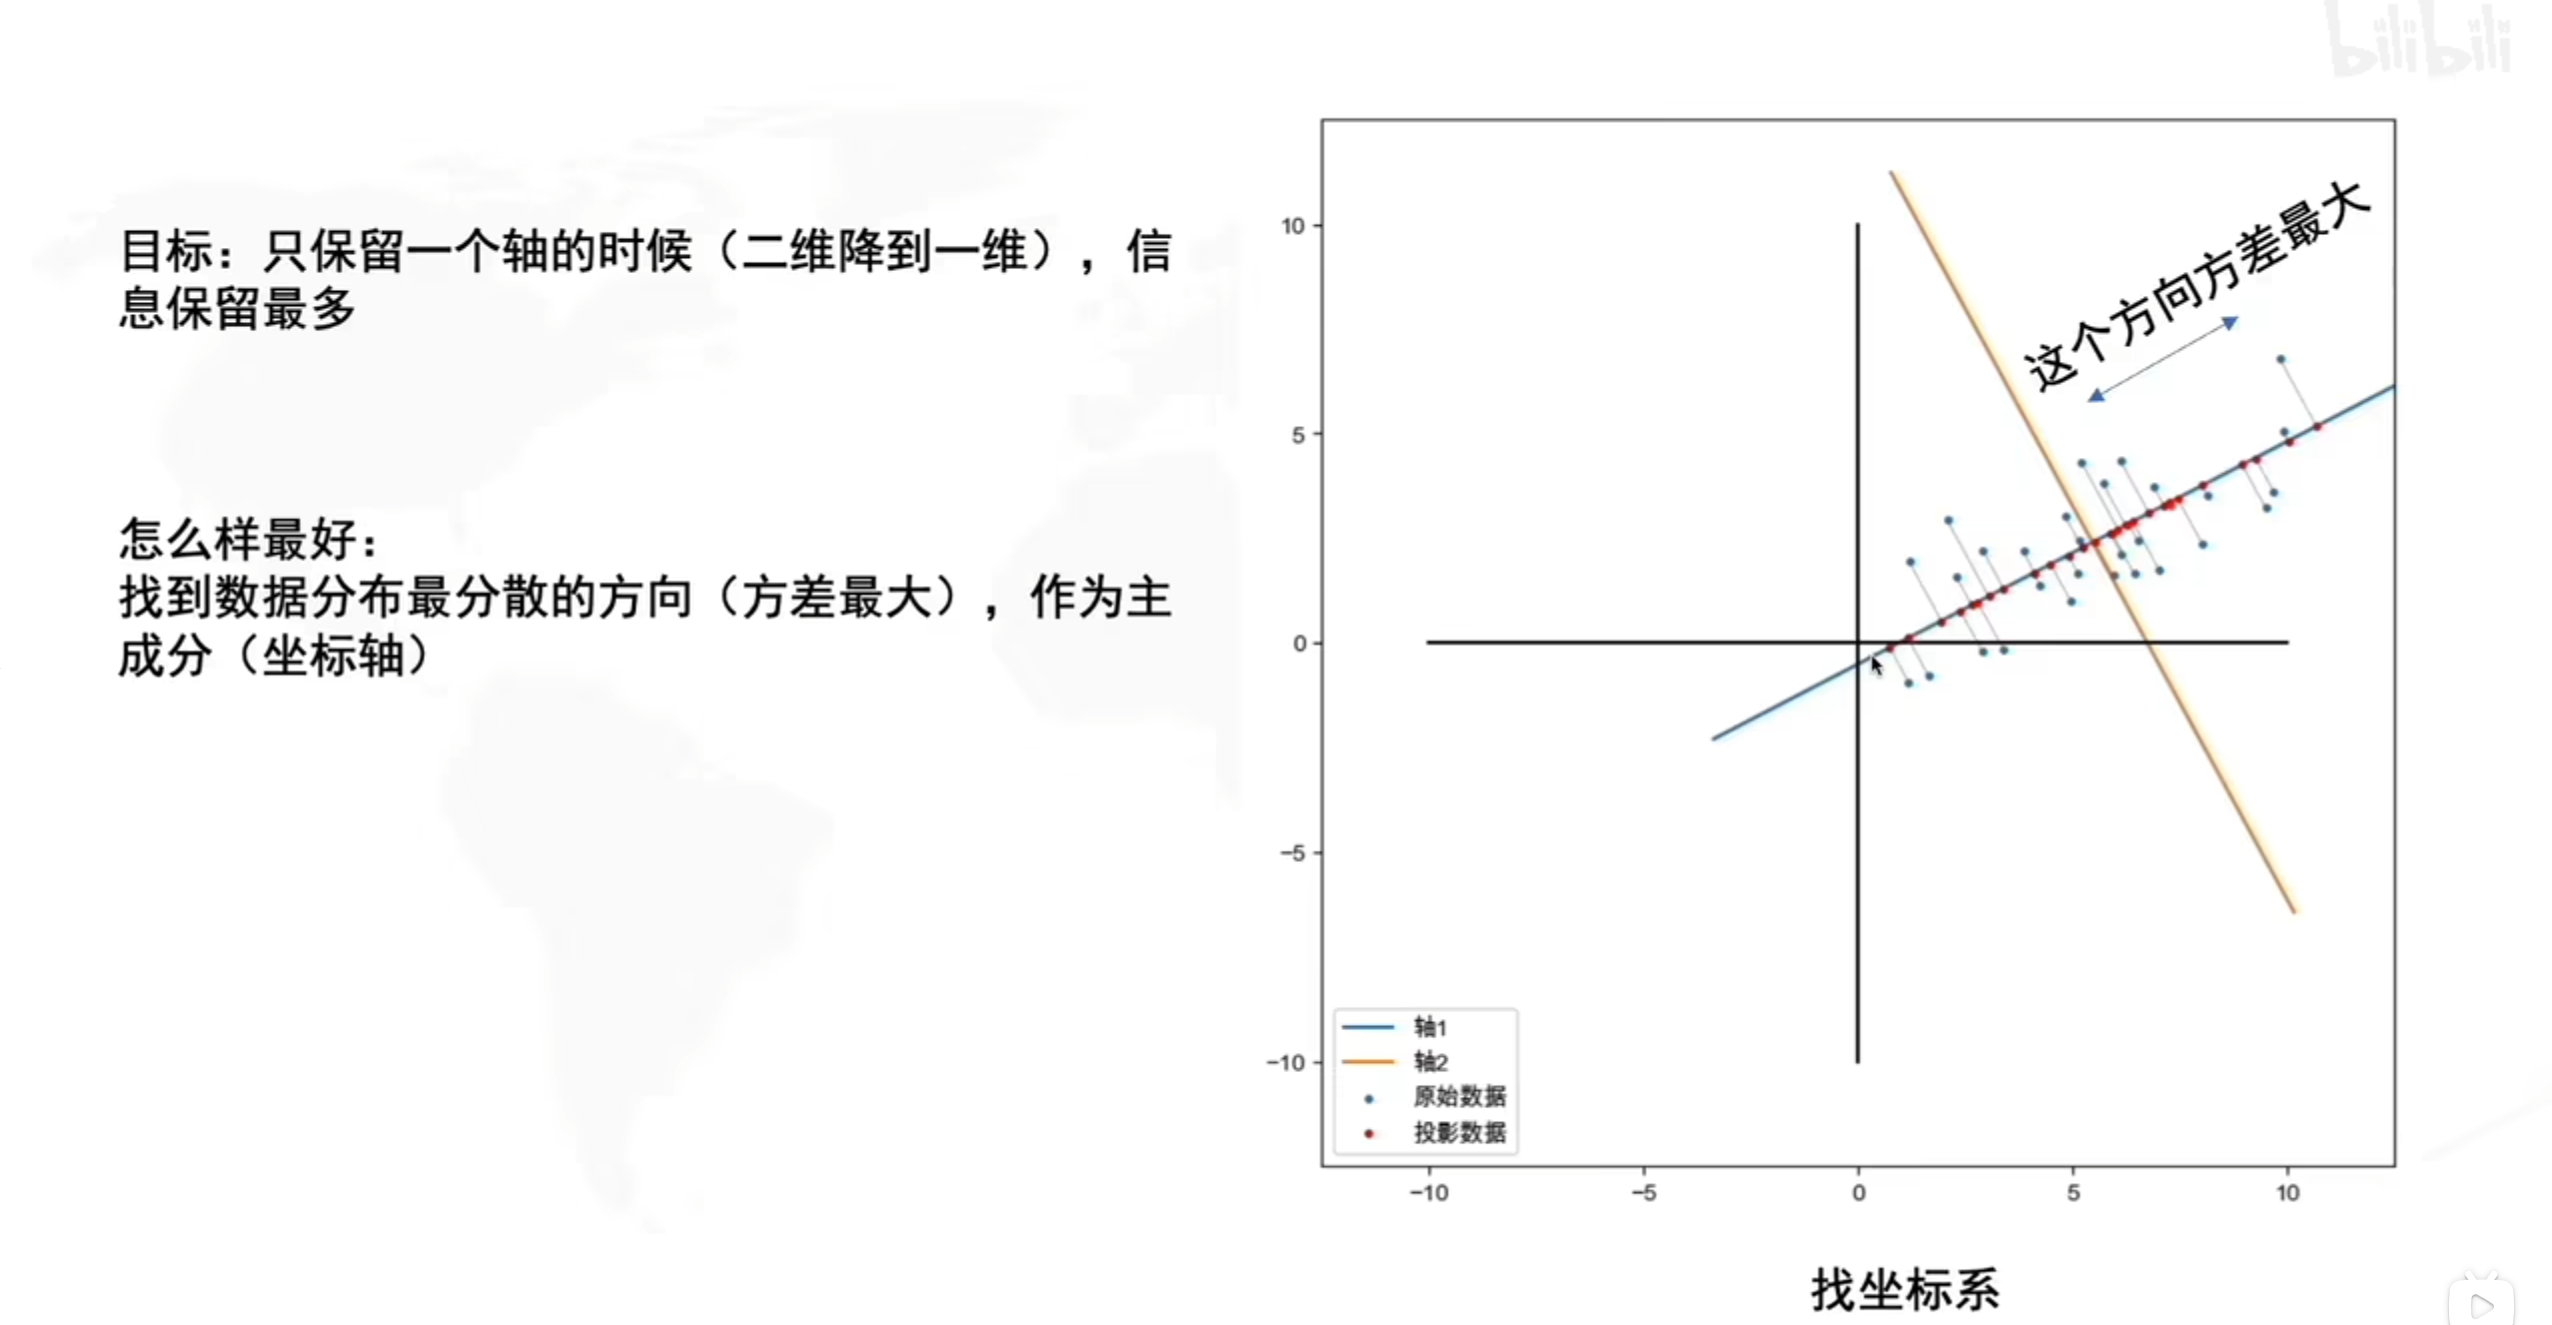 bilibili
目标：只保留一个轴的时候（二维降到一维），信
息保留最多
怎么样最好：
找到数据分布最分散的方向（方差最大），作为主
成分（坐标轴）
这个方向方差最大
10
5
0
−5
−10
轴1
轴2
原始数据
投影数据
−10
−5
0
5
10
找坐标系